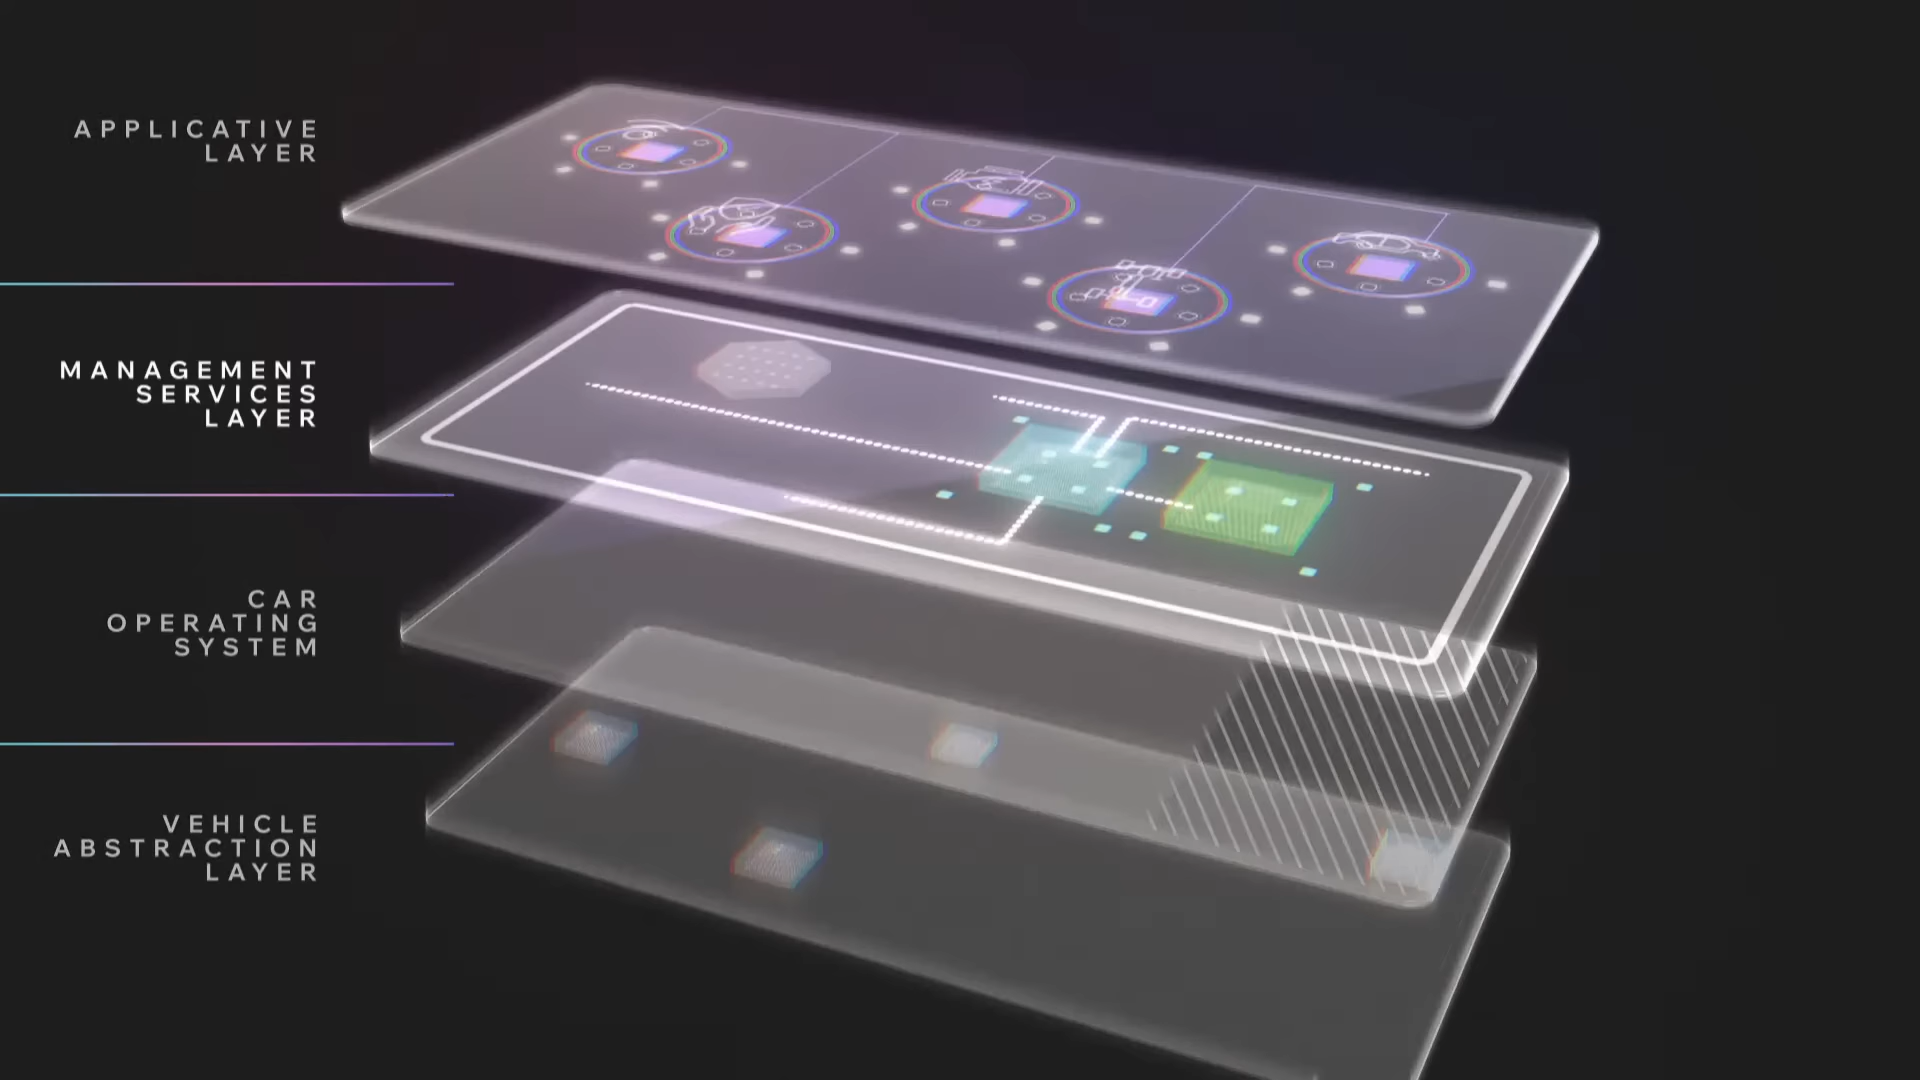 APPLICATIVE
LAYER
MANAGEMENT
SERVICES
LAYER
CAR
OPERATING
SYSTEM
VEHICLE
ABSTRACTION
LAYER